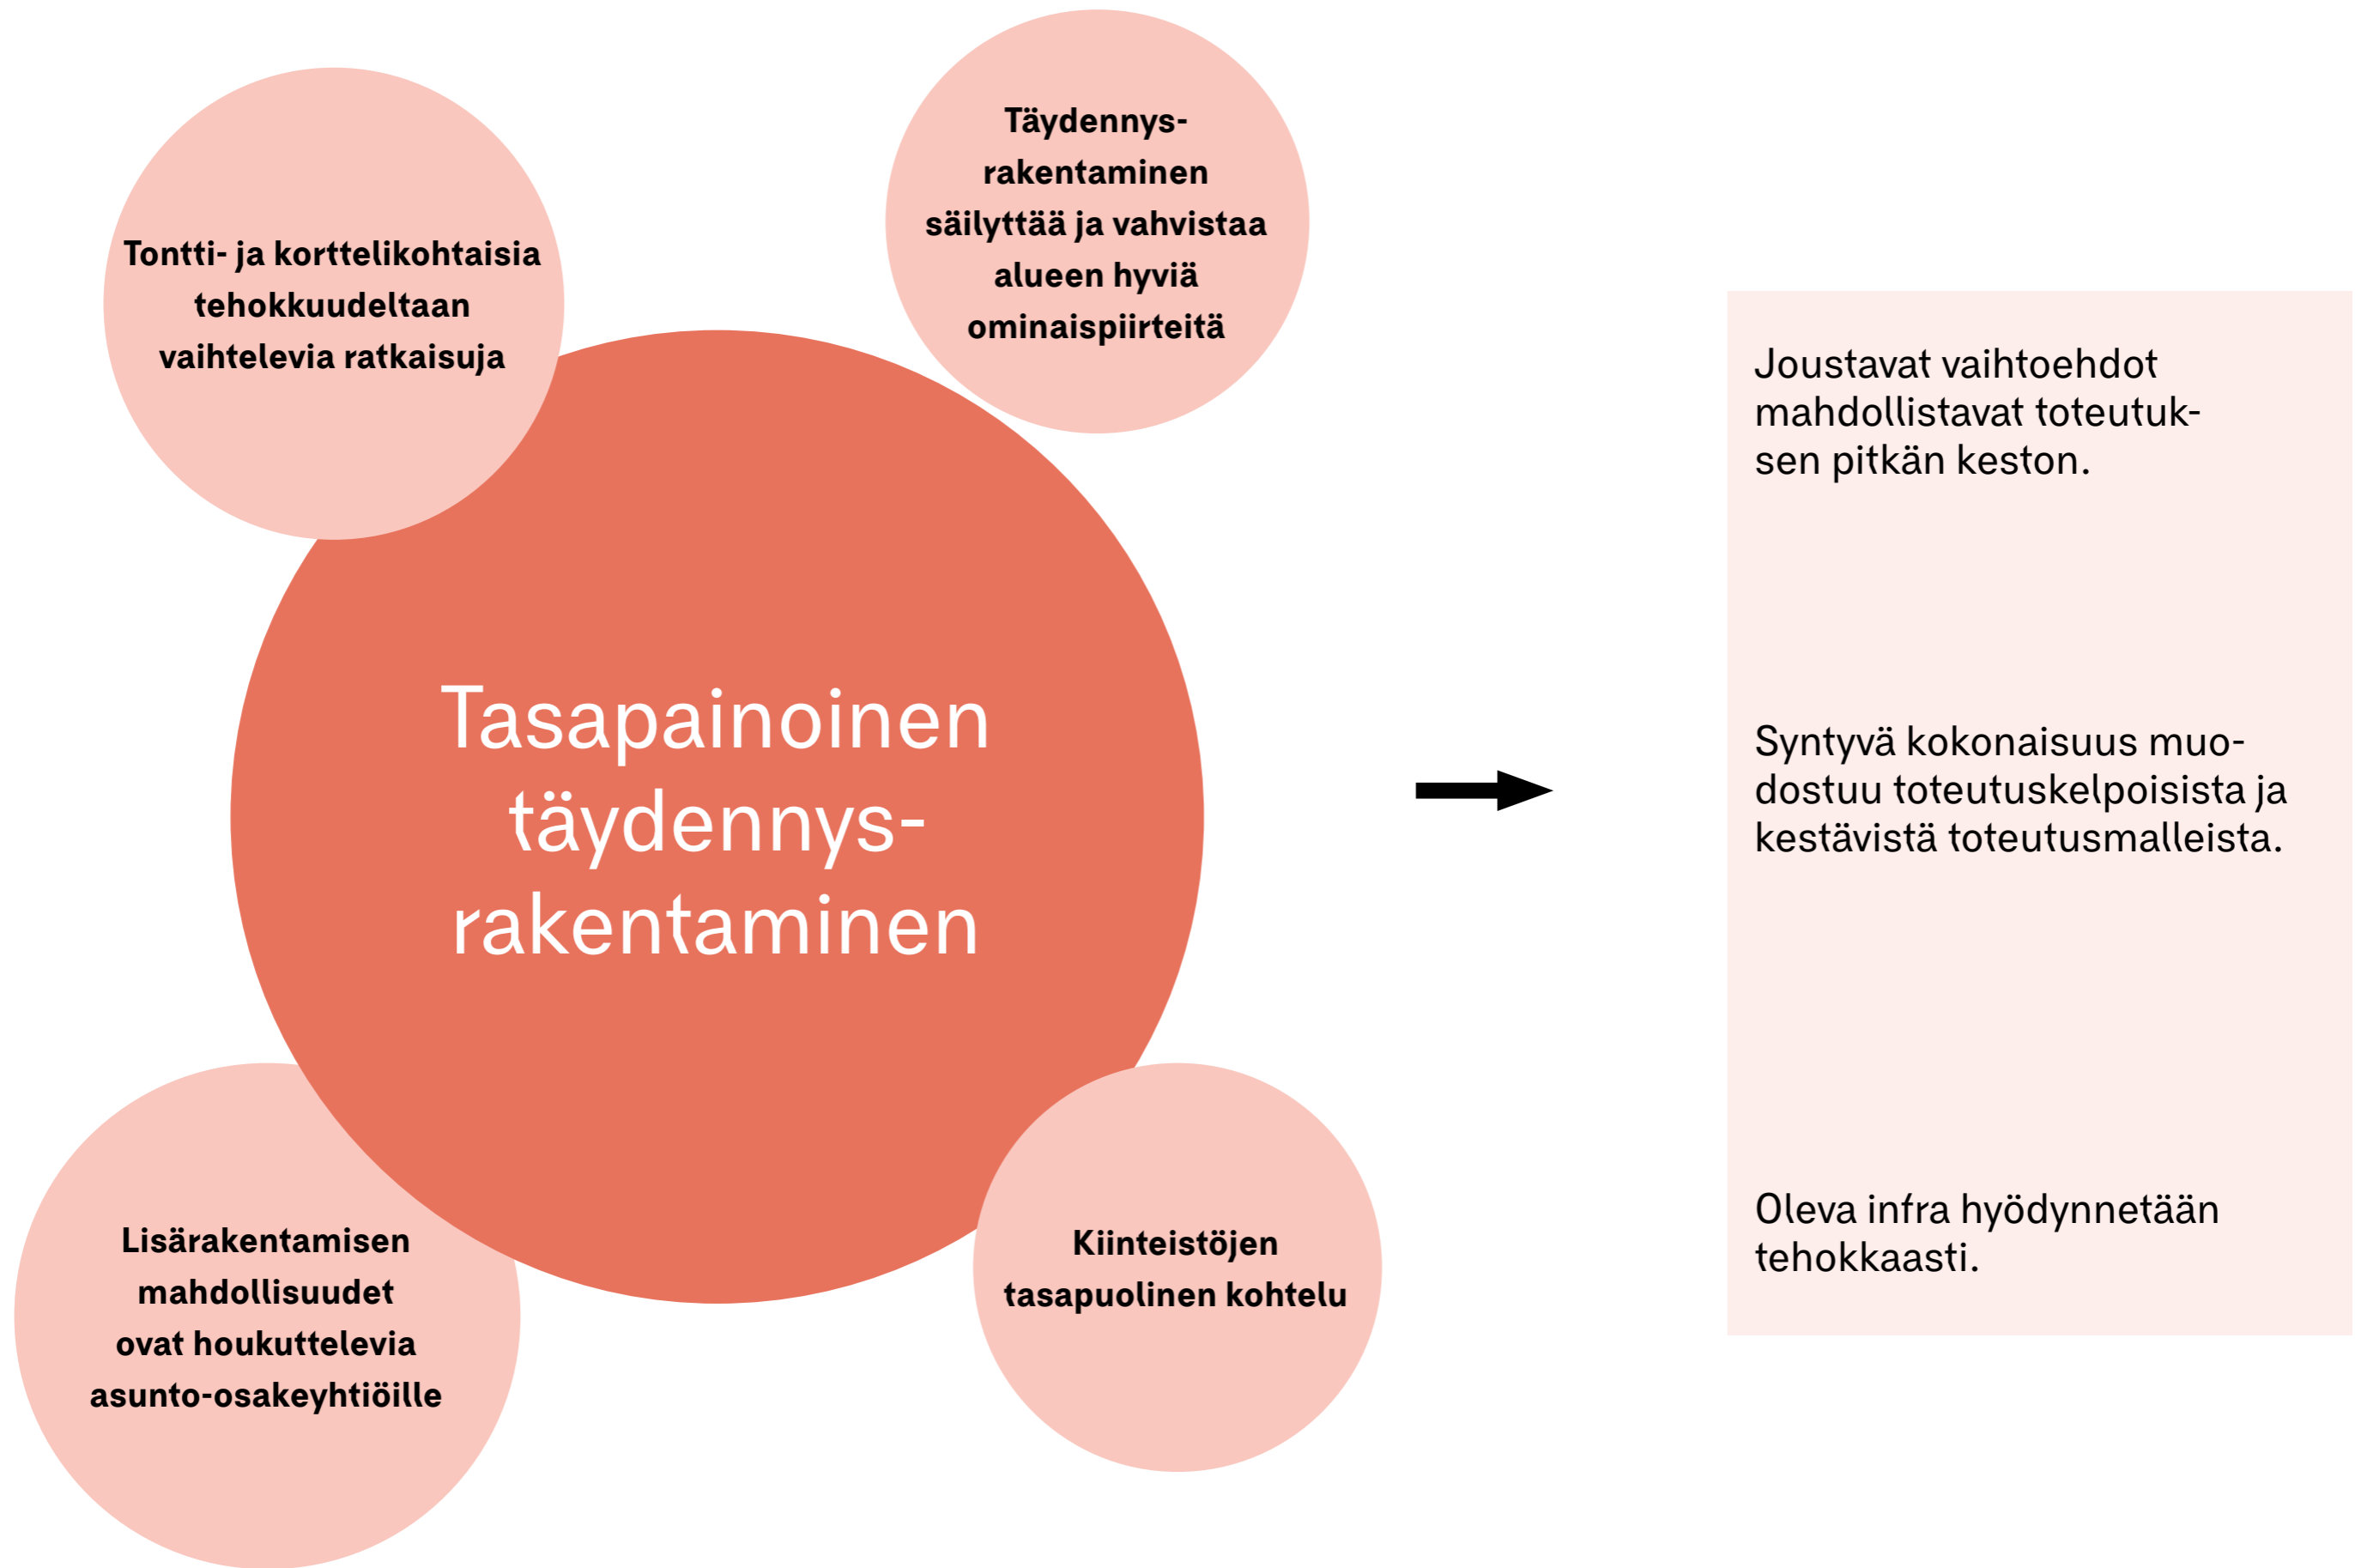 Tontti- ja korttelikohtaisia
tehokkuudeltaan
vaihtelevia ratkaisuja
Täydennys-
rakentaminen
säilyttää ja vahvistaa
alueen hyviä
ominaispiirteitä
Tasapainoinen
täydennys-
rakentaminen
Lisärakentamisen
mahdollisuudet
ovat houkuttelevia
asunto-osakeyhtiöille
Kiinteistöjen
tasapuolinen kohtelu
Joustavat vaihtoehdot
mahdollistavat toteutuk-
sen pitkän keston.
Syntyvä kokonaisuus muo-
dostuu toteutuskelpoisista ja
kestävistä toteutusmalleista.
Oleva infra hyödynnetään
tehokkaasti.